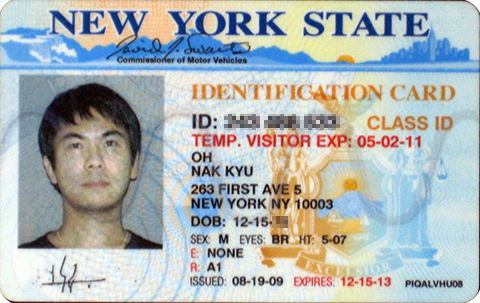 NEW YORK STATE
Commissioner of Motor Vehicles
IDENTIFICATION CARD
ID: CLASS ID
TEMP. VISITOR EXP: 05-02-11
OH
NAK KYU
263 FIRST AVE 5
NEW YORK NY 10003
DOB: 12-15-
SEX: M EYES: BR HT: 5-07
E: NONE
R: A1
ISSUED: 08-19-09 EXPIRES: 12-15-13 PIQALVHU08
EXCELSIOR